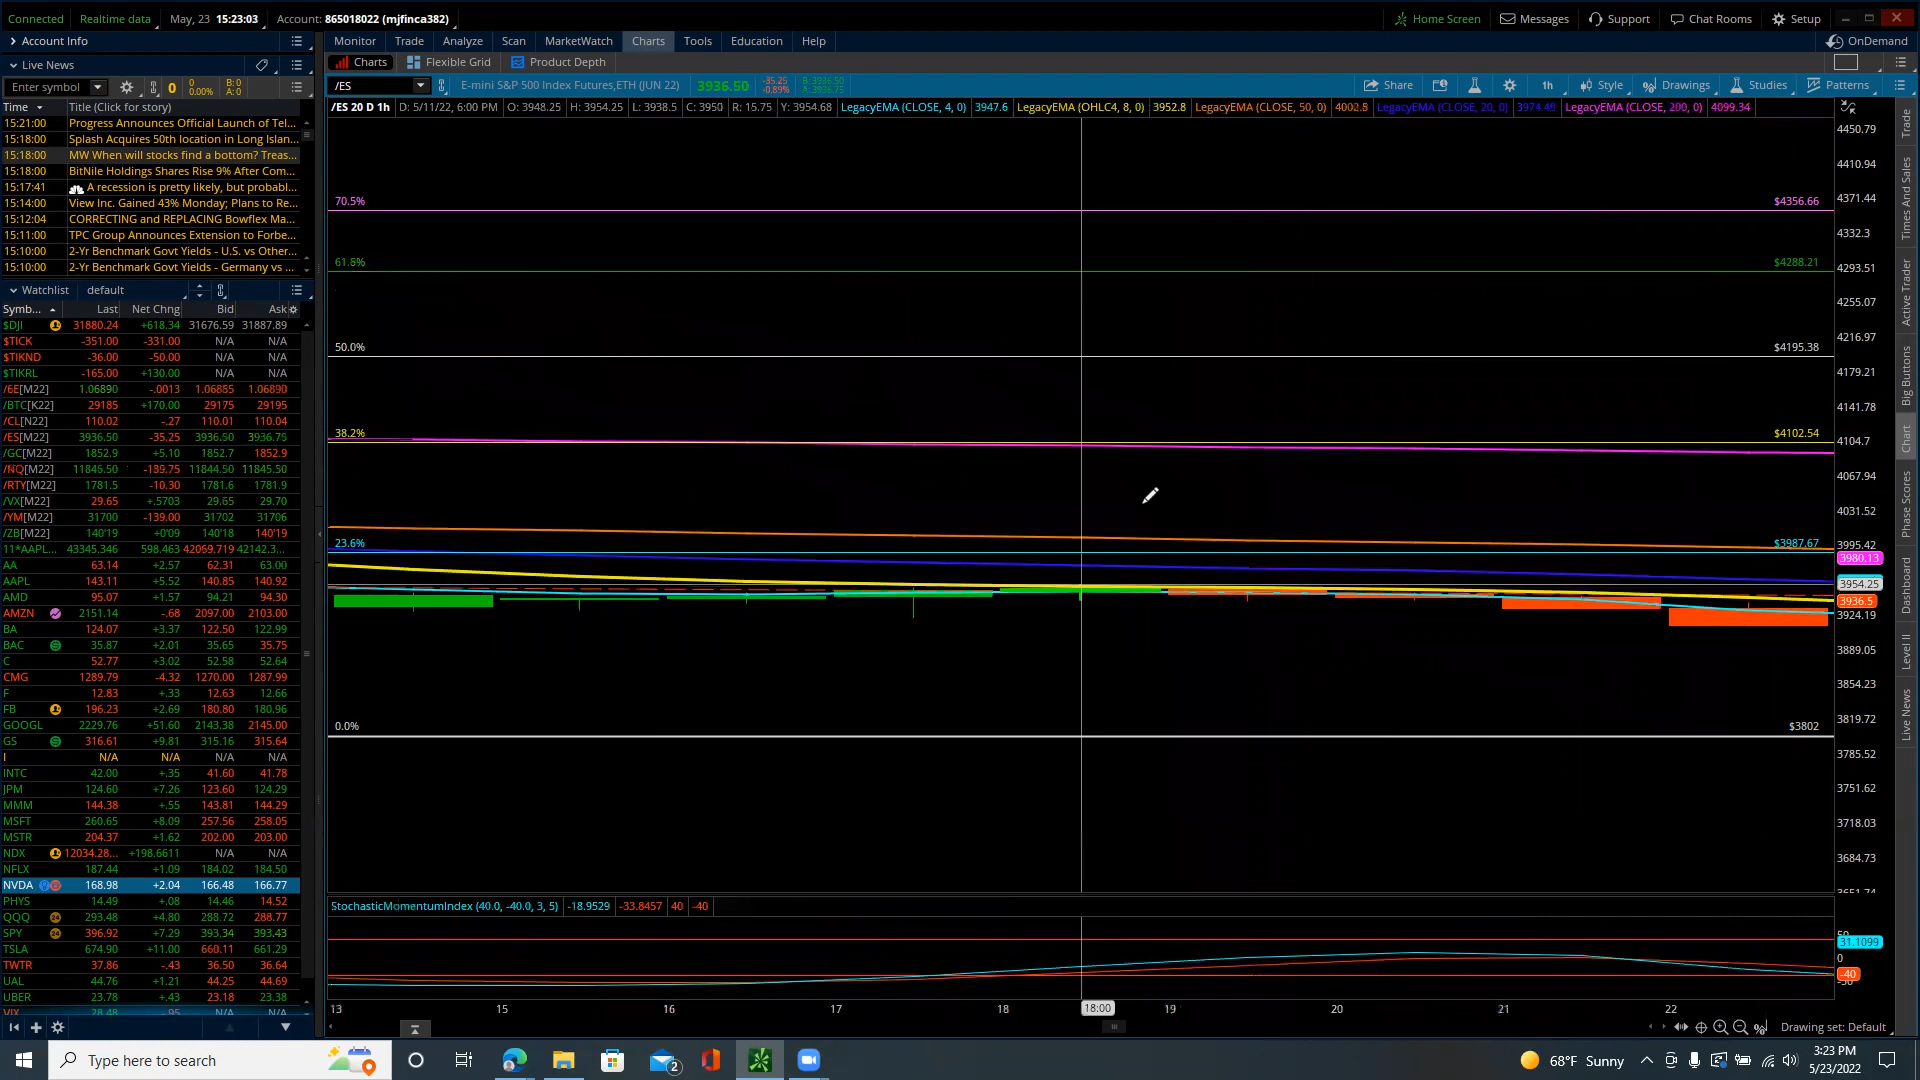 Connected Realtime data May, 23 15:23:03 Account: 865018022 (mjfinca382) Home Screen Messages Support Chat Rooms Setup
Account Info
Monitor Trade Analyze Scan MarketWatch Charts Tools Education Help OnDemand
Live News
Charts Flexible Grid Product Depth
Enter symbol 0 0 0.00% B: 0 A: 0
/ES E-mini S&P 500 Index Futures,ETH (JUN 22) 3936.50 -35.25 -0.89% B: 3936.50 A: 3936.75 Share 1h Style Drawings Studies Patterns
/ES 20 D 1h D: 5/11/22, 6:00 PM O: 3948.25 H: 3954.25 L: 3938.5 C: 3950 R: 15.75 Y: 3954.68 LegacyEMA (CLOSE, 4, 0) 3947.6 LegacyEMA (OHLC4, 8, 0) 3952.8 LegacyEMA (CLOSE, 50, 0) 4002.8 LegacyEMA (CLOSE, 20, 0) 3974.49 LegacyEMA (CLOSE, 200, 0) 4099.34
Time Title (Click for story)
15:21:00 Progress Announces Official Launch of Tel...
15:18:00 Splash Acquires 50th location in Long Islan...
15:18:00 MW When will stocks find a bottom? Treas...
15:18:00 BitNile Holdings Shares Rise 9% After Com...
15:17:41 A recession is pretty likely, but probabl...
15:14:00 View Inc. Gained 43% Monday; Plans to Re...
15:12:04 CORRECTING and REPLACING Bowflex Ma...
15:11:00 TPC Group Announces Extension to Forbe...
15:10:00 2-Yr Benchmark Govt Yields - U.S. vs Other...
15:10:00 2-Yr Benchmark Govt Yields - Germany vs ...
Watchlist default
Symb... Last Net Chng Bid Ask
$DJI 31880.24 +618.34 31676.59 31887.89
$TICK -351.00 -331.00 N/A N/A
$TIKND -36.00 -50.00 N/A N/A
$TIKRL -165.00 +130.00 N/A N/A
/6E[M22] 1.06890 -.0013 1.06885 1.06890
/BTC[K22] 29185 +170.00 29175 29195
/CL[N22] 110.02 -.27 110.01 110.04
/ES[M22] 3936.50 -35.25 3936.50 3936.75
/GC[M22] 1852.9 +5.10 1852.7 1852.9
/NQ[M22] 11845.50 -189.75 11844.50 11845.50
/RTY[M22] 1781.5 -10.30 1781.6 1781.9
/VX[M22] 29.65 +.5703 29.65 29.70
/YM[M22] 31700 -139.00 31702 31706
/ZB[M22] 140'19 +0'09 140'18 140'19
11*AAPL... 43345.346 598.463 42069.719 42142.3...
AA 63.14 +2.57 62.31 63.00
AAPL 143.11 +5.52 140.85 140.92
AMD 95.07 +1.57 94.21 94.30
AMZN 2151.14 -.68 2097.00 2103.00
BA 124.07 +3.37 122.50 122.99
BAC 35.87 +2.01 35.65 35.75
C 52.77 +3.02 52.58 52.64
CMG 1289.79 -4.32 1270.00 1287.99
F 12.83 +.33 12.63 12.66
FB 196.23 +2.69 180.80 180.96
GOOGL 2229.76 +51.60 2143.38 2145.00
GS 316.61 +9.81 315.16 315.64
I N/A N/A N/A N/A
INTC 42.00 +.35 41.60 41.78
JPM 124.60 +7.26 123.60 124.29
MMM 144.38 +.55 143.81 144.29
MSFT 260.65 +8.09 257.56 258.05
MSTR 204.37 +1.62 202.00 203.00
NDX 12034.28... +198.6611 N/A N/A
NFLX 187.44 +1.09 184.02 184.50
NVDA 168.98 +2.04 166.48 166.77
PHYS 14.49 +.08 14.46 14.52
QQQ 293.48 +4.80 288.72 288.77
SPY 396.92 +7.29 393.34 393.43
TSLA 674.90 +11.00 660.11 661.29
TWTR 37.86 -.43 36.50 36.64
UAL 44.76 +1.21 44.25 44.69
UBER 23.78 +.43 23.18 23.38
VIX 28.48 -.95 N/A N/A
70.5% $4356.66
61.8% $4288.21
50.0% $4195.38
38.2% $4102.54
23.6% $3987.67
0.0% $3802
4450.79
4410.94
4371.44
4332.3
4293.51
4255.07
4216.97
4179.21
4141.78
4104.7
4067.94
4031.52
3995.42
3980.13
3954.25
3936.5
3924.19
3889.05
3854.23
3819.72
3785.52
3751.62
3718.03
3684.73
3651.74
StochasticMomentumIndex (40.0, -40.0, 3, 5) -18.9529 -33.8457 40 -40
50
31.1099
0
-40
-50
13 15 16 17 18 18:00 19 20 21 22
Drawing set: Default
Trade
Times And Sales
Active Trader
Big Buttons
Chart
Phase Scores
Dashboard
Level II
Live News
Type here to search 2 68°F Sunny 3:23 PM
5/23/2022